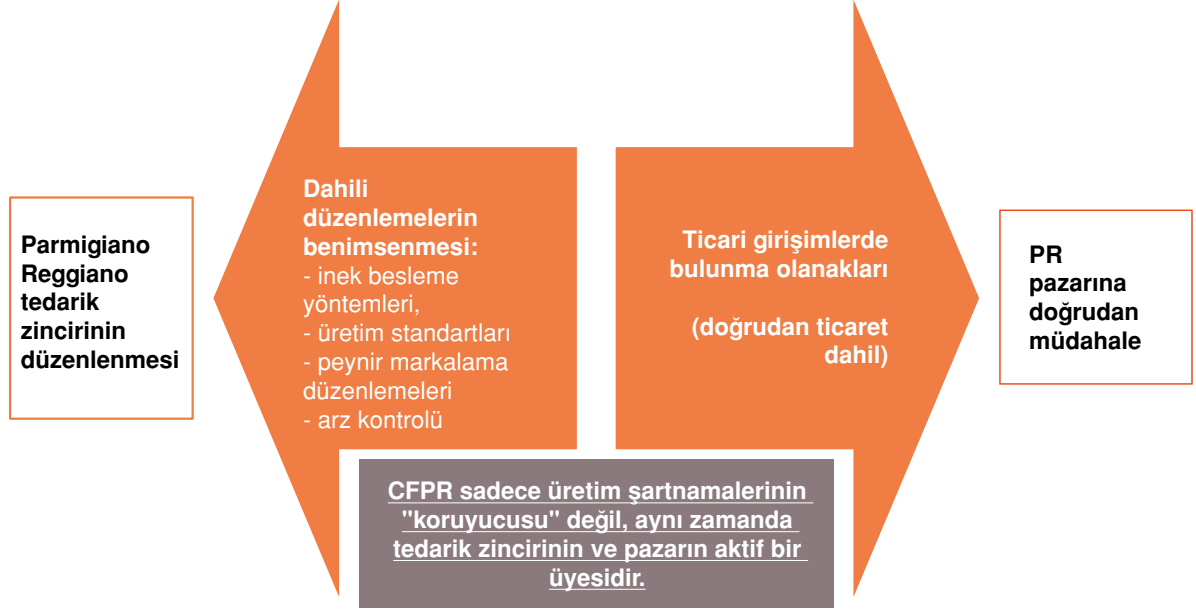 Parmigiano
Reggiano
tedarik
zincirinin
düzenlenmesi
Dahili
düzenlemelerin
benimsenmesi:
- inek besleme
yöntemleri,
- üretim standartları
- peynir markalama
düzenlemeleri
- arz kontrolü
Ticari girişimlerde
bulunma olanakları
(doğrudan ticaret
dahil)
PR
pazarına
doğrudan
müdahale
CFPR sadece üretim şartnamalerinin
"koruyucusu" değil, aynı zamanda
tedarik zincirinin ve pazarın aktif bir
üyesidir.